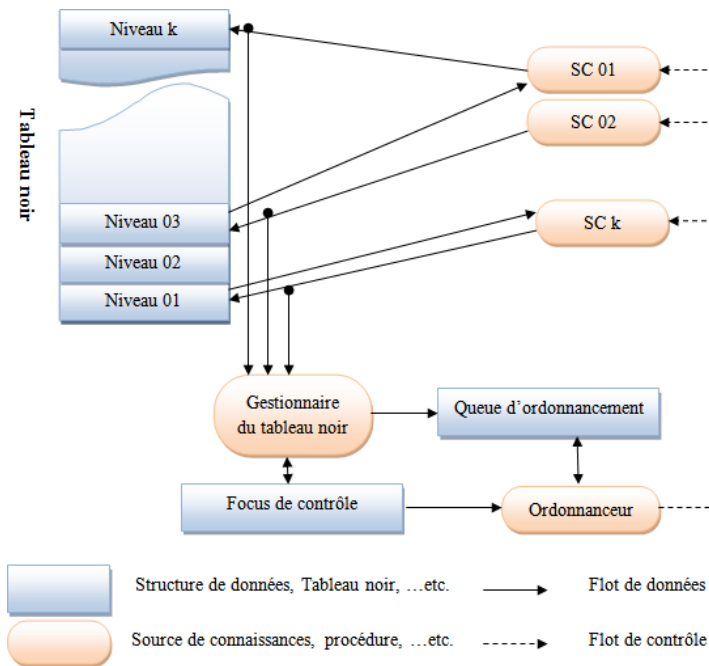 Niveau k
SC 01
SC 02
Tableau noir
Niveau 03
SC k
Niveau 02
Niveau 01
Gestionnaire
du tableau noir
Queue d'ordonnancement
Focus de contrôle
Ordonnanceur
Structure de données, Tableau noir, …etc.
Flot de données
Source de connaissances, procédure, …etc.
Flot de contrôle